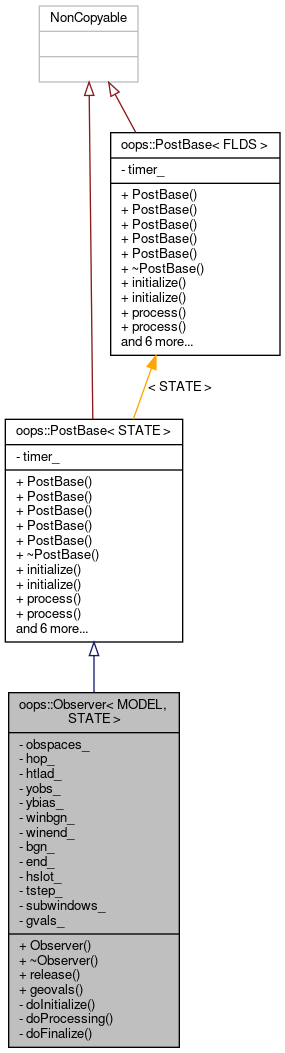 NonCopyable
oops::PostBase< FLDS >
- timer_
+ PostBase()
+ PostBase()
+ PostBase()
+ PostBase()
+ PostBase()
+ ~PostBase()
+ initialize()
+ initialize()
+ process()
+ process()
and 6 more...
< STATE >
oops::PostBase< STATE >
- timer_
+ PostBase()
+ PostBase()
+ PostBase()
+ PostBase()
+ PostBase()
+ ~PostBase()
+ initialize()
+ initialize()
+ process()
+ process()
and 6 more...
oops::Observer< MODEL,
STATE >
- obspaces_
- hop_
- htlad_
- yobs_
- ybias_
- winbgn_
- winend_
- bgn_
- end_
- hslot_
- tstep_
- subwindows_
- gvals_
+ Observer()
+ ~Observer()
+ release()
+ geovals()
- doInitialize()
- doProcessing()
- doFinalize()